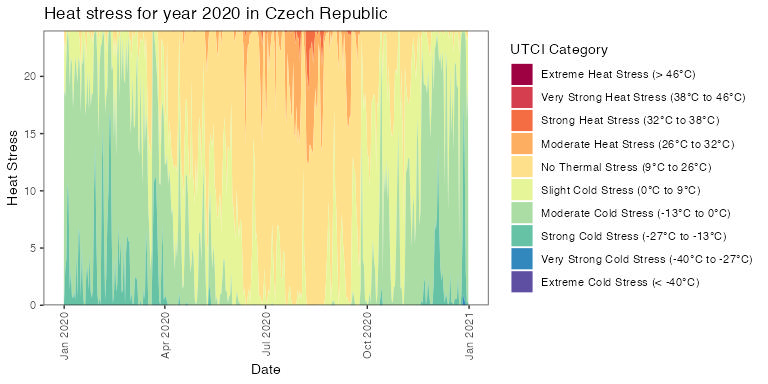 Heat stress for year 2020 in Czech Republic
Heat Stress
20
15
10
5
0
Jan 2020
Apr 2020
Jul 2020
Oct 2020
Jan 2021
Date
UTCI Category
Extreme Heat Stress (> 46°C)
Very Strong Heat Stress (38°C to 46°C)
Strong Heat Stress (32°C to 38°C)
Moderate Heat Stress (26°C to 32°C)
No Thermal Stress (9°C to 26°C)
Slight Cold Stress (0°C to 9°C)
Moderate Cold Stress (-13°C to 0°C)
Strong Cold Stress (-27°C to -13°C)
Very Strong Cold Stress (-40°C to -27°C)
Extreme Cold Stress (< -40°C)